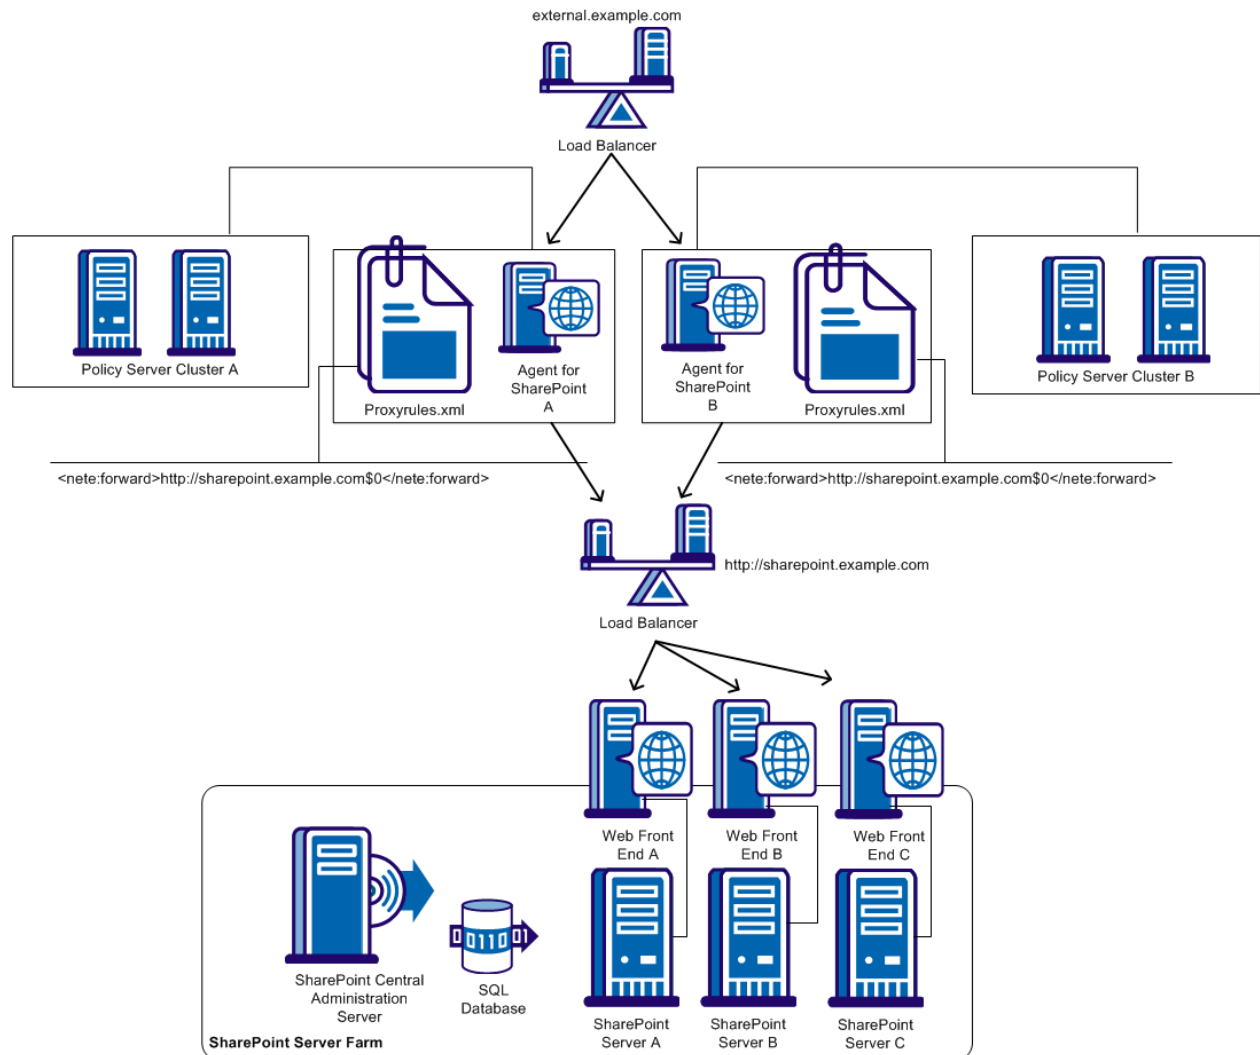 external.example.com
Load Balancer
Policy Server Cluster A
Proxyrules.xml
Agent for
SharePoint
A
Agent for
SharePoint
B
Proxyrules.xml
Policy Server Cluster B
<nete:forward>http://sharepoint.example.com$0</nete:forward>
<nete:forward>http://sharepoint.example.com$0</nete:forward>
http://sharepoint.example.com
Load Balancer
Web Front
End A
Web Front
End B
Web Front
End C
0 0110 01
SharePoint Central
Administration
Server
SQL
Database
SharePoint
Server A
SharePoint
Server B
SharePoint
Server C
SharePoint Server Farm